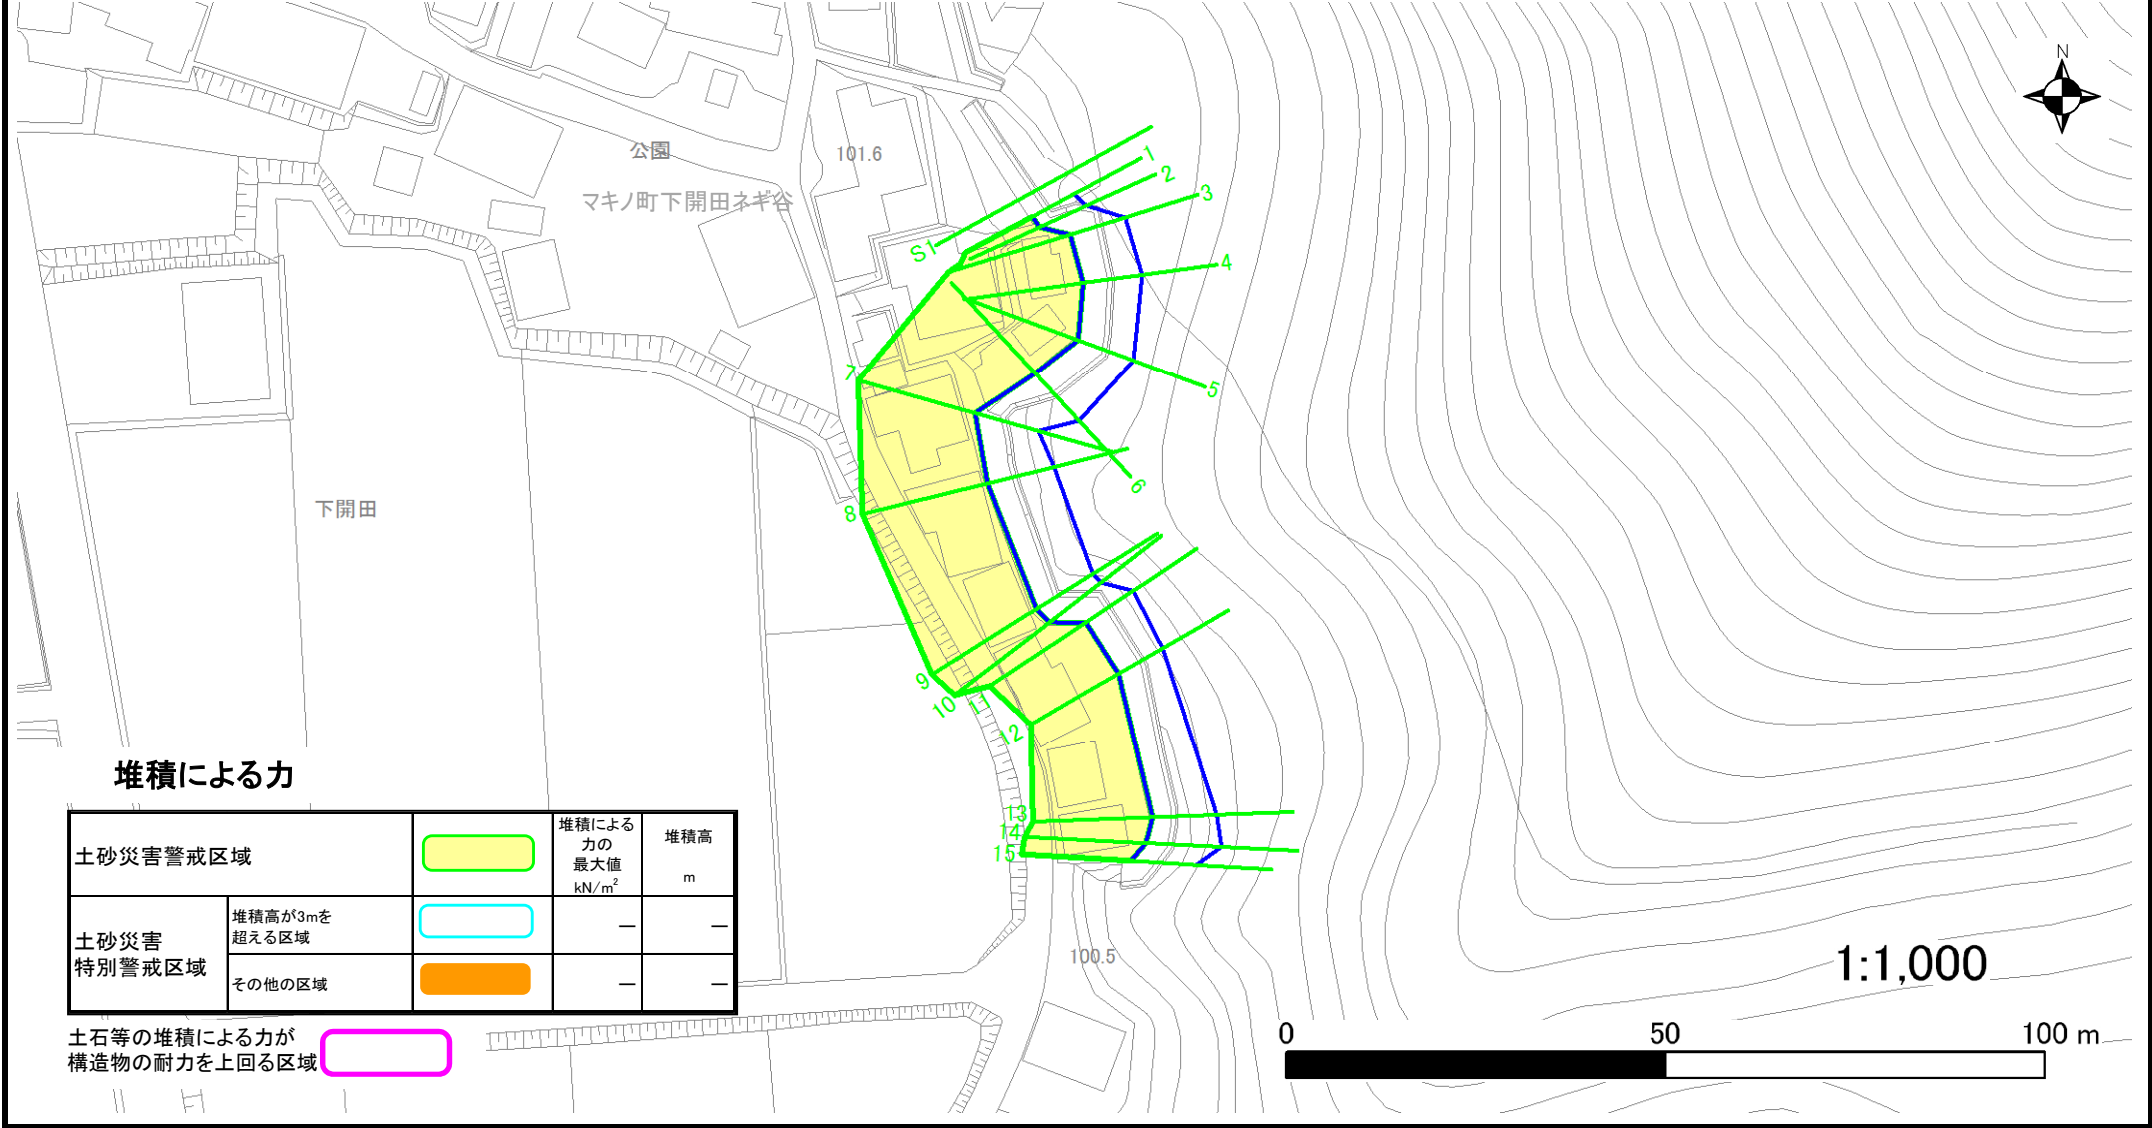 N
公園
101.6
マキノ町下開田ネギ谷
S1
1
2
3
4
5
6
7
8
9
10
11
12
13
14
15
下開田
100.5
堆積による力
土砂災害警戒区域
堆積による
力の
最大値
kN/m²
堆積高
m
土砂災害
特別警戒区域
堆積高が3mを
超える区域
―
―
その他の区域
―
―
土石等の堆積による力が
構造物の耐力を上回る区域
1:1,000
0 50 100 m